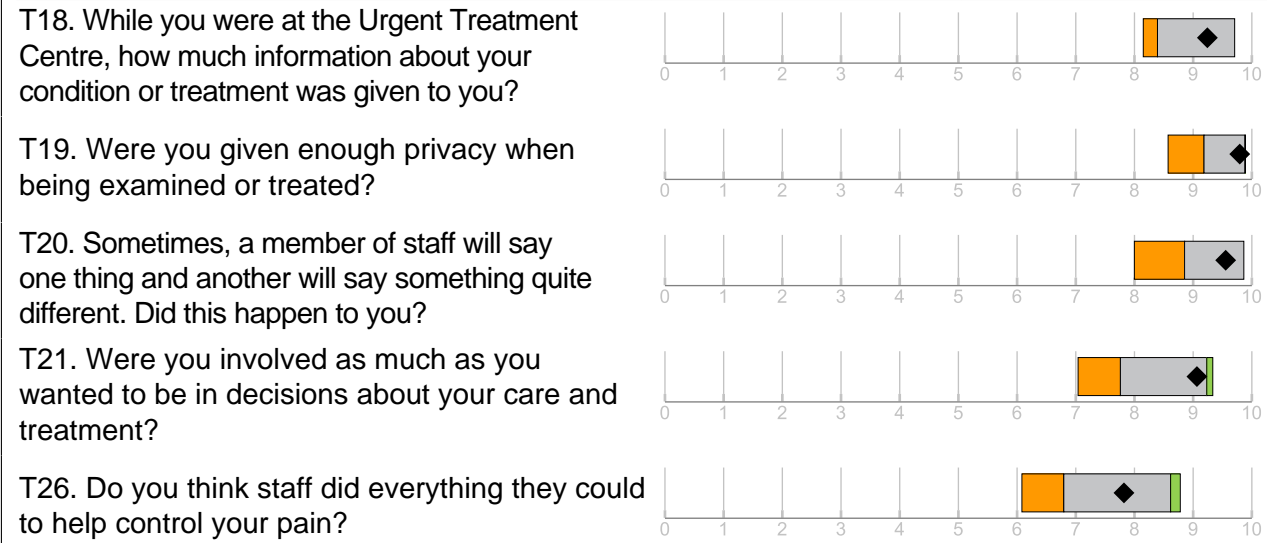 T18. While you were at the Urgent Treatment
Centre, how much information about your
condition or treatment was given to you?
0 1 2 3 4 5 6 7 8 9 10
T19. Were you given enough privacy when
being examined or treated?
0 1 2 3 4 5 6 7 8 9 10
T20. Sometimes, a member of staff will say
one thing and another will say something quite
different. Did this happen to you?
0 1 2 3 4 5 6 7 8 9 10
T21. Were you involved as much as you
wanted to be in decisions about your care and
treatment?
0 1 2 3 4 5 6 7 8 9 10
T26. Do you think staff did everything they could
to help control your pain?
0 1 2 3 4 5 6 7 8 9 10